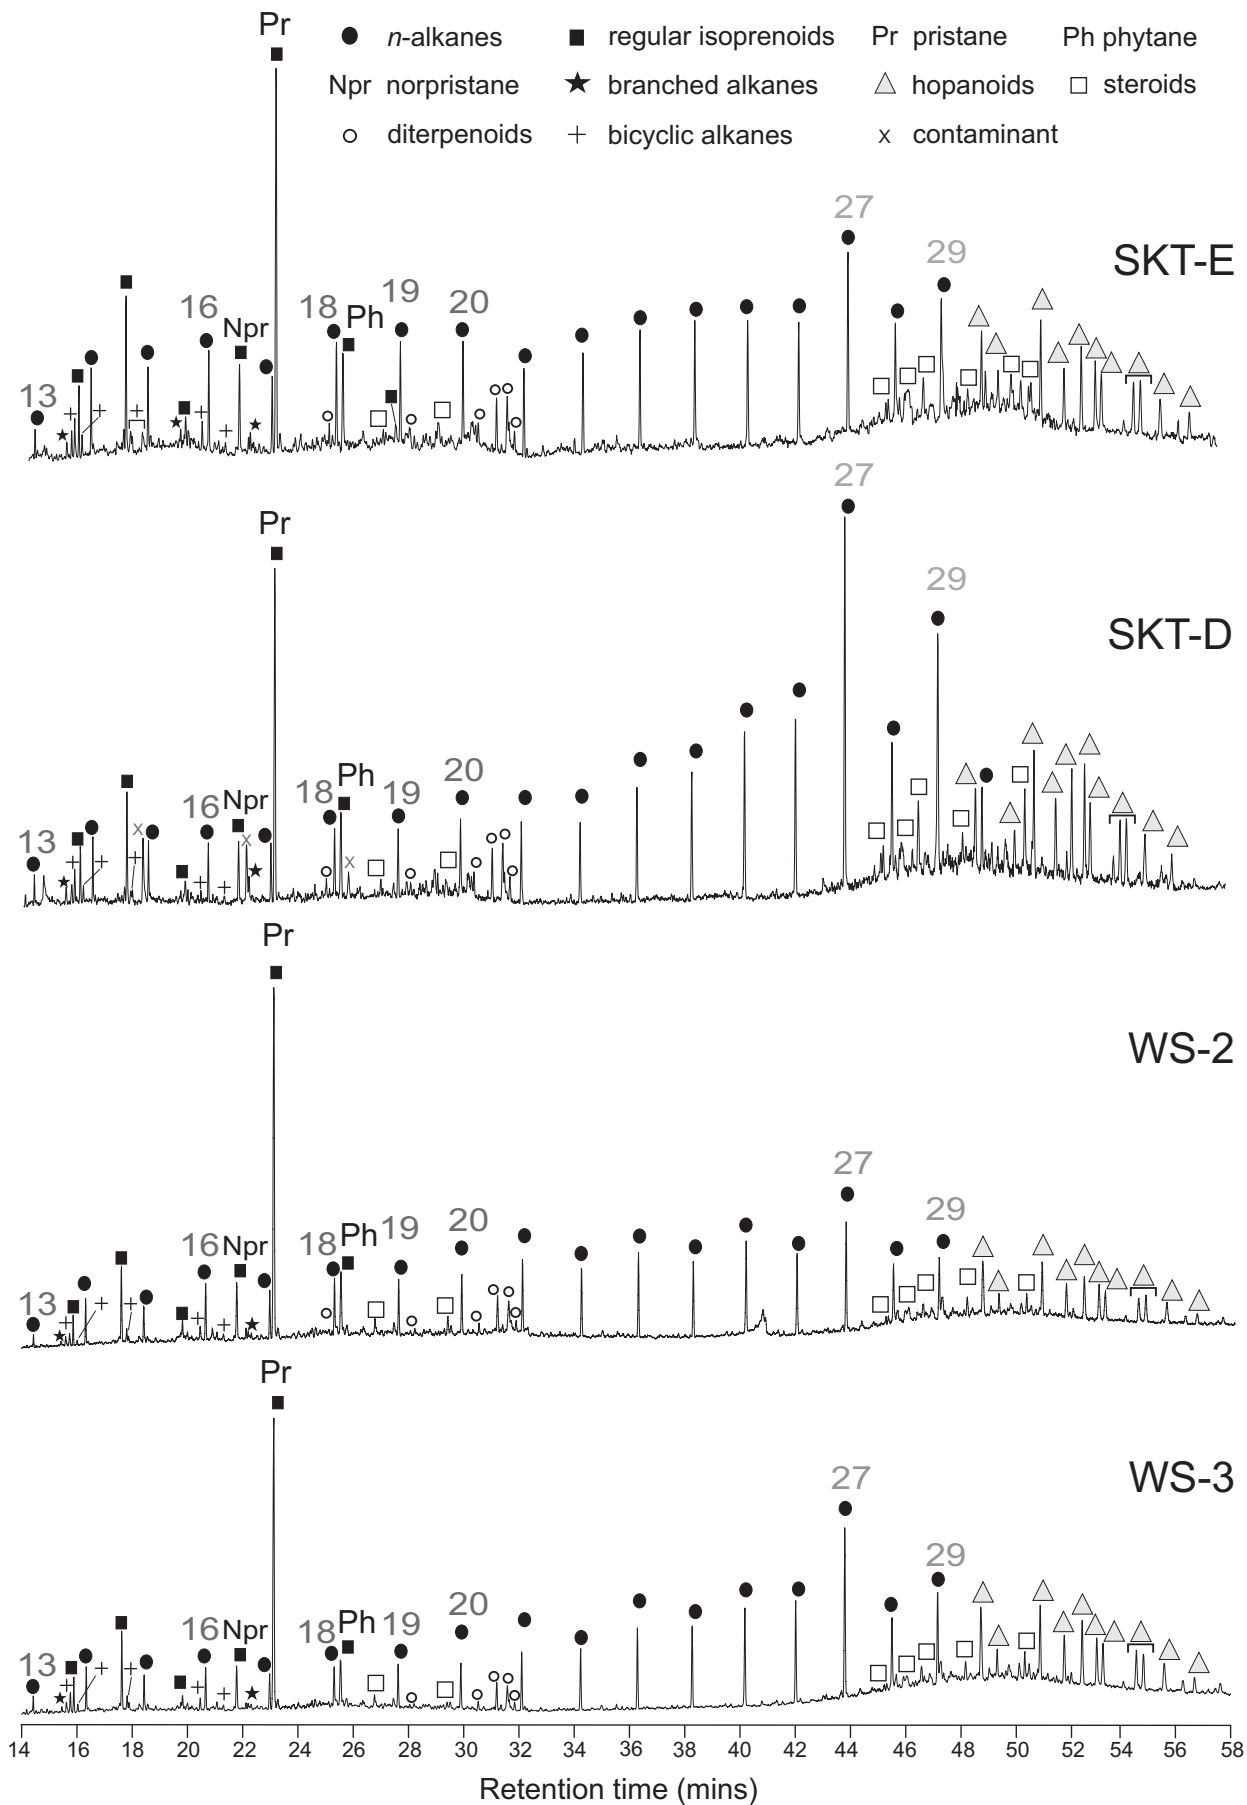 Pr
n-alkanes regular isoprenoids Pr pristane Ph phytane
Npr norpristane branched alkanes hopanoids steroids
diterpenoids bicyclic alkanes x contaminant
27
29
SKT-E
19
16 18 20
Npr Ph
13
27
Pr
29
SKT-D
20
Ph
16 Npr 18 19
x x
13
x
Pr
WS-2
27
19 20 29
16 Npr 18 Ph
13
Pr
WS-3
27
29
20
16 Npr 18 Ph 19
13
14 16 18 20 22 24 26 28 30 32 34 36 38 40 42 44 46 48 50 52 54 56 58
Retention time (mins)